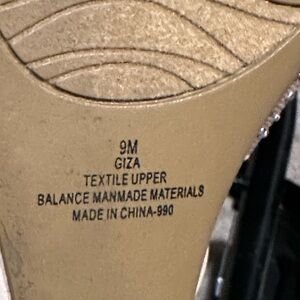 9M
GIZA
TEXTILE UPPER
BALANCE MANMADE MATERIALS
MADE IN CHINA-990